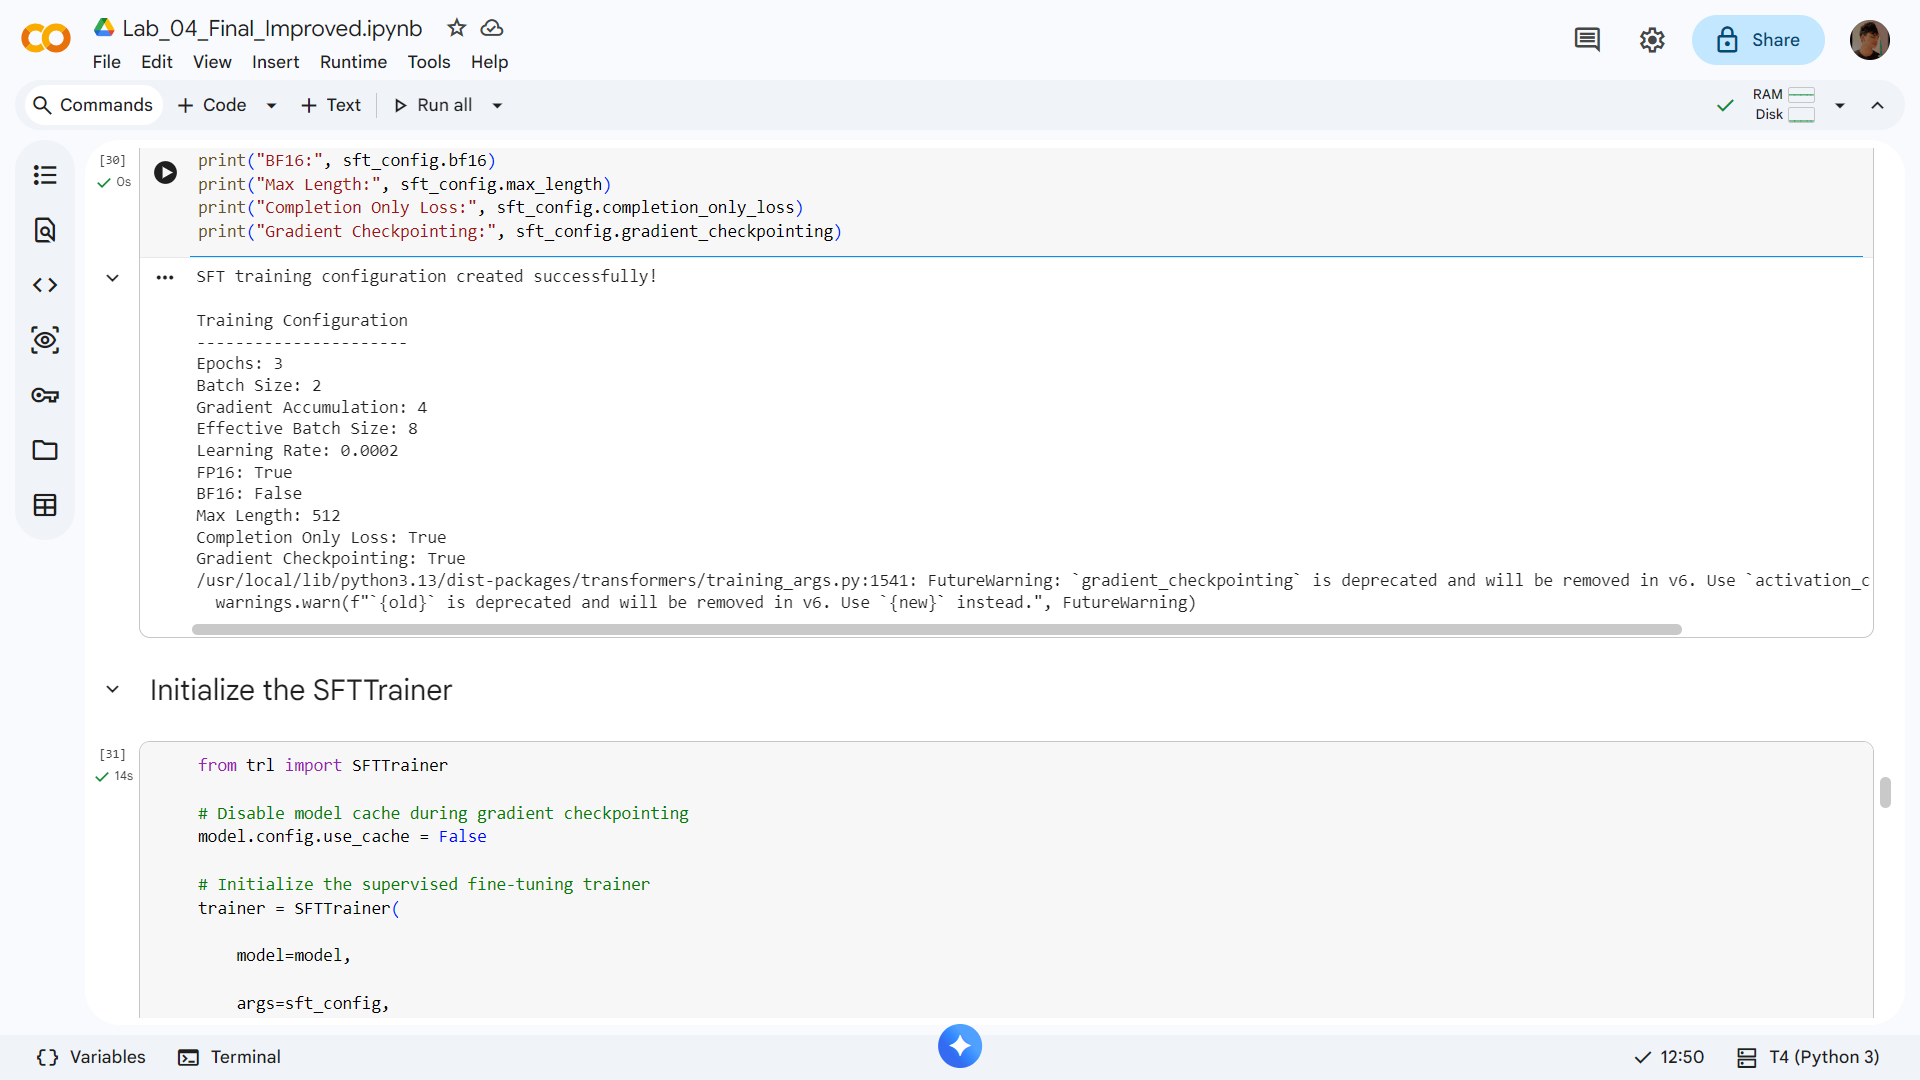 Lab_04_Final_Improved.ipynb
File Edit View Insert Runtime Tools Help
Share
Commands + Code + Text Run all
RAM
Disk
[30]
0s
print("BF16:", sft_config.bf16)
print("Max Length:", sft_config.max_length)
print("Completion Only Loss:", sft_config.completion_only_loss)
print("Gradient Checkpointing:", sft_config.gradient_checkpointing)
SFT training configuration created successfully!
Training Configuration
----------------------
Epochs: 3
Batch Size: 2
Gradient Accumulation: 4
Effective Batch Size: 8
Learning Rate: 0.0002
FP16: True
BF16: False
Max Length: 512
Completion Only Loss: True
Gradient Checkpointing: True
/usr/local/lib/python3.13/dist-packages/transformers/training_args.py:1541: FutureWarning: `gradient_checkpointing` is deprecated and will be removed in v6. Use `activation_c
warnings.warn(f"`{old}` is deprecated and will be removed in v6. Use `{new}` instead.", FutureWarning)
Initialize the SFTTrainer
[31]
14s
from trl import SFTTrainer
# Disable model cache during gradient checkpointing
model.config.use_cache = False
# Initialize the supervised fine-tuning trainer
trainer = SFTTrainer(
model=model,
args=sft_config,
Variables Terminal
12:50 T4 (Python 3)